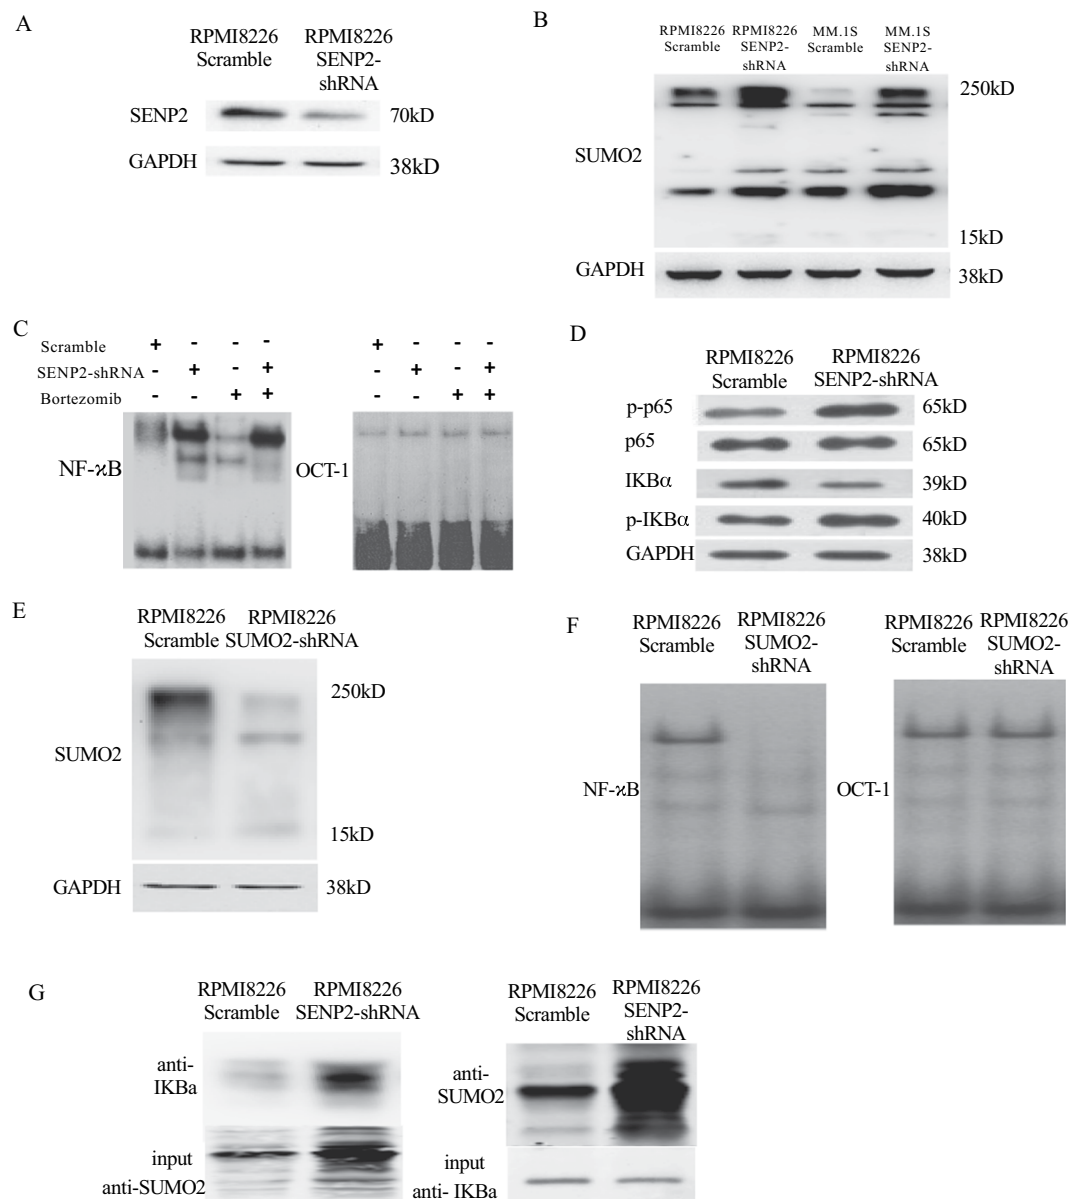 A
RPMI8226 RPMI8226
Scramble SENP2-
shRNA
SENP2 70kD
GAPDH 38kD
B
RPMI8226 RPMI8226 MM.1S MM.1S
Scramble SENP2- Scramble SENP2-
shRNA shRNA
250kD
SUMO2
15kD
GAPDH 38kD
C
Scramble + - - - + - - -
SENP2-shRNA - + - + - + - +
Bortezomib - - + + - - + +
NF-κB OCT-1
D
RPMI8226 RPMI8226
Scramble SENP2-shRNA
p-p65 65kD
p65 65kD
IKBα 39kD
p-IKBα 40kD
GAPDH 38kD
E
RPMI8226 RPMI8226
Scramble SUMO2-shRNA
250kD
SUMO2
15kD
GAPDH 38kD
F
RPMI8226 RPMI8226 RPMI8226 RPMI8226
Scramble SUMO2- Scramble SUMO2-
shRNA shRNA
NF-κB OCT-1
G
RPMI8226 RPMI8226
Scramble SENP2-shRNA
anti-
IKBa
input
anti-SUMO2
RPMI8226 RPMI8226
Scramble SENP2-
shRNA
anti-
SUMO2
input
anti- IKBa